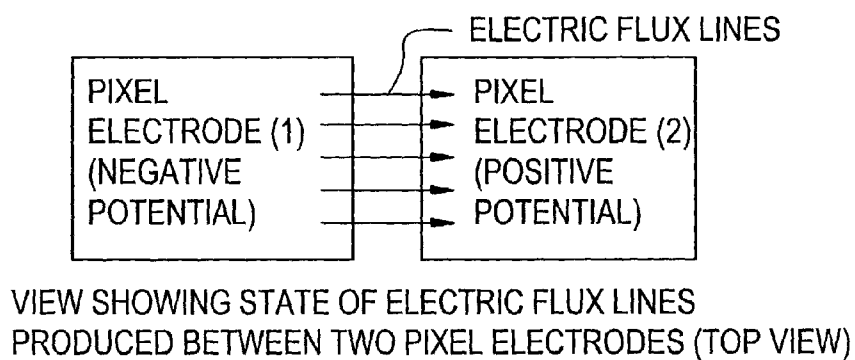 ELECTRIC FLUX LINES
PIXEL
ELECTRODE (1)
(NEGATIVE
POTENTIAL)
PIXEL
ELECTRODE (2)
(POSITIVE
POTENTIAL)
VIEW SHOWING STATE OF ELECTRIC FLUX LINES
PRODUCED BETWEEN TWO PIXEL ELECTRODES (TOP VIEW)